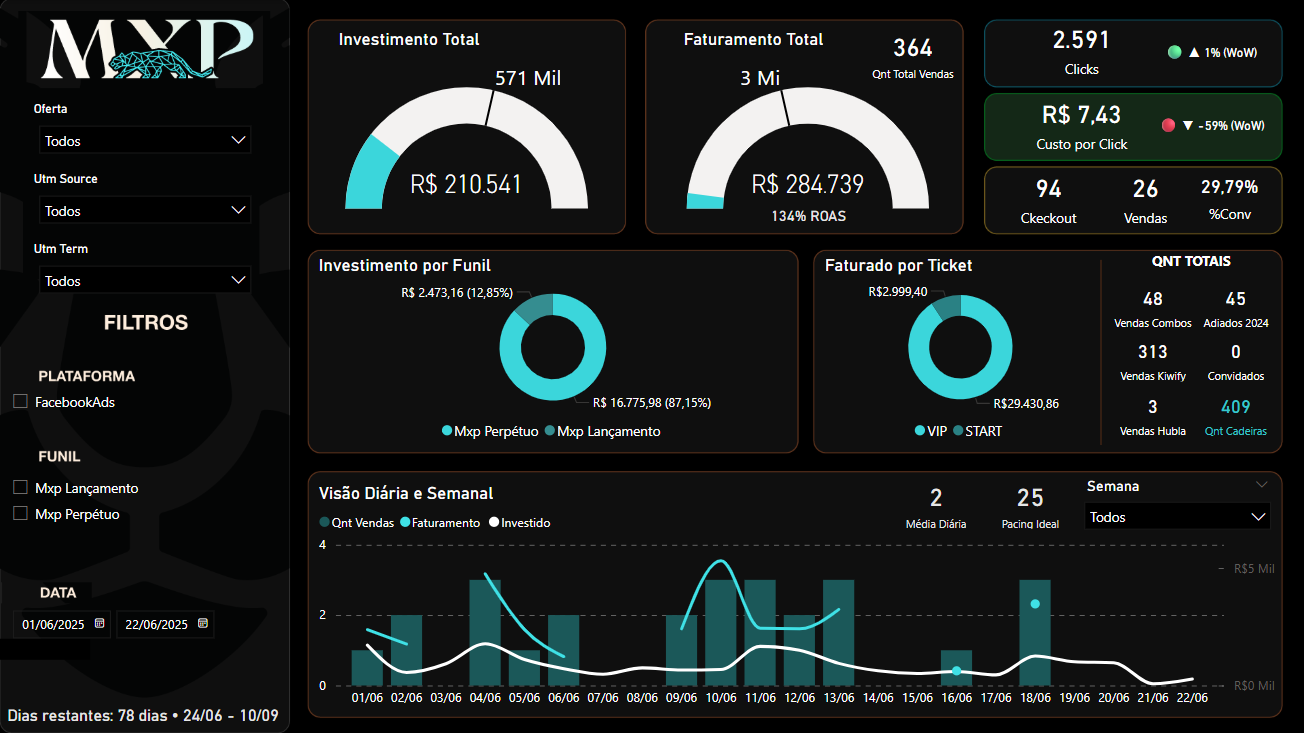 MXP
Oferta
Todos
Utm Source
Todos
Utm Term
Todos
FILTROS
PLATAFORMA
FacebookAds
FUNIL
Mxp Lançamento
Mxp Perpétuo
DATA
01/06/2025
22/06/2025
Dias restantes: 78 dias • 24/06 - 10/09
Investimento Total
571 Mil
R$ 210.541
Faturamento Total
364
Qnt Total Vendas
3 Mi
R$ 284.739
134% ROAS
2.591
Clicks
▲ 1% (WoW)
R$ 7,43
Custo por Click
▼ -59% (WoW)
94
Ckeckout
26
Vendas
29,79%
%Conv
Investimento por Funil
R$ 2.473,16 (12,85%)
R$ 16.775,98 (87,15%)
Mxp Perpétuo
Mxp Lançamento
Faturado por Ticket
R$2.999,40
R$29.430,86
VIP
START
QNT TOTAIS
48
Vendas Combos
45
Adiados 2024
313
Vendas Kiwify
0
Convidados
3
Vendas Hubla
409
Qnt Cadeiras
Visão Diária e Semanal
Qnt Vendas
Faturamento
Investido
2
Média Diária
25
Pacing Ideal
Semana
Todos
4
2
0
R$5 Mil
R$0 Mil
01/06 02/06 03/06 04/06 05/06 06/06 07/06 08/06 09/06 10/06 11/06 12/06 13/06 14/06 15/06 16/06 17/06 18/06 19/06 20/06 21/06 22/06